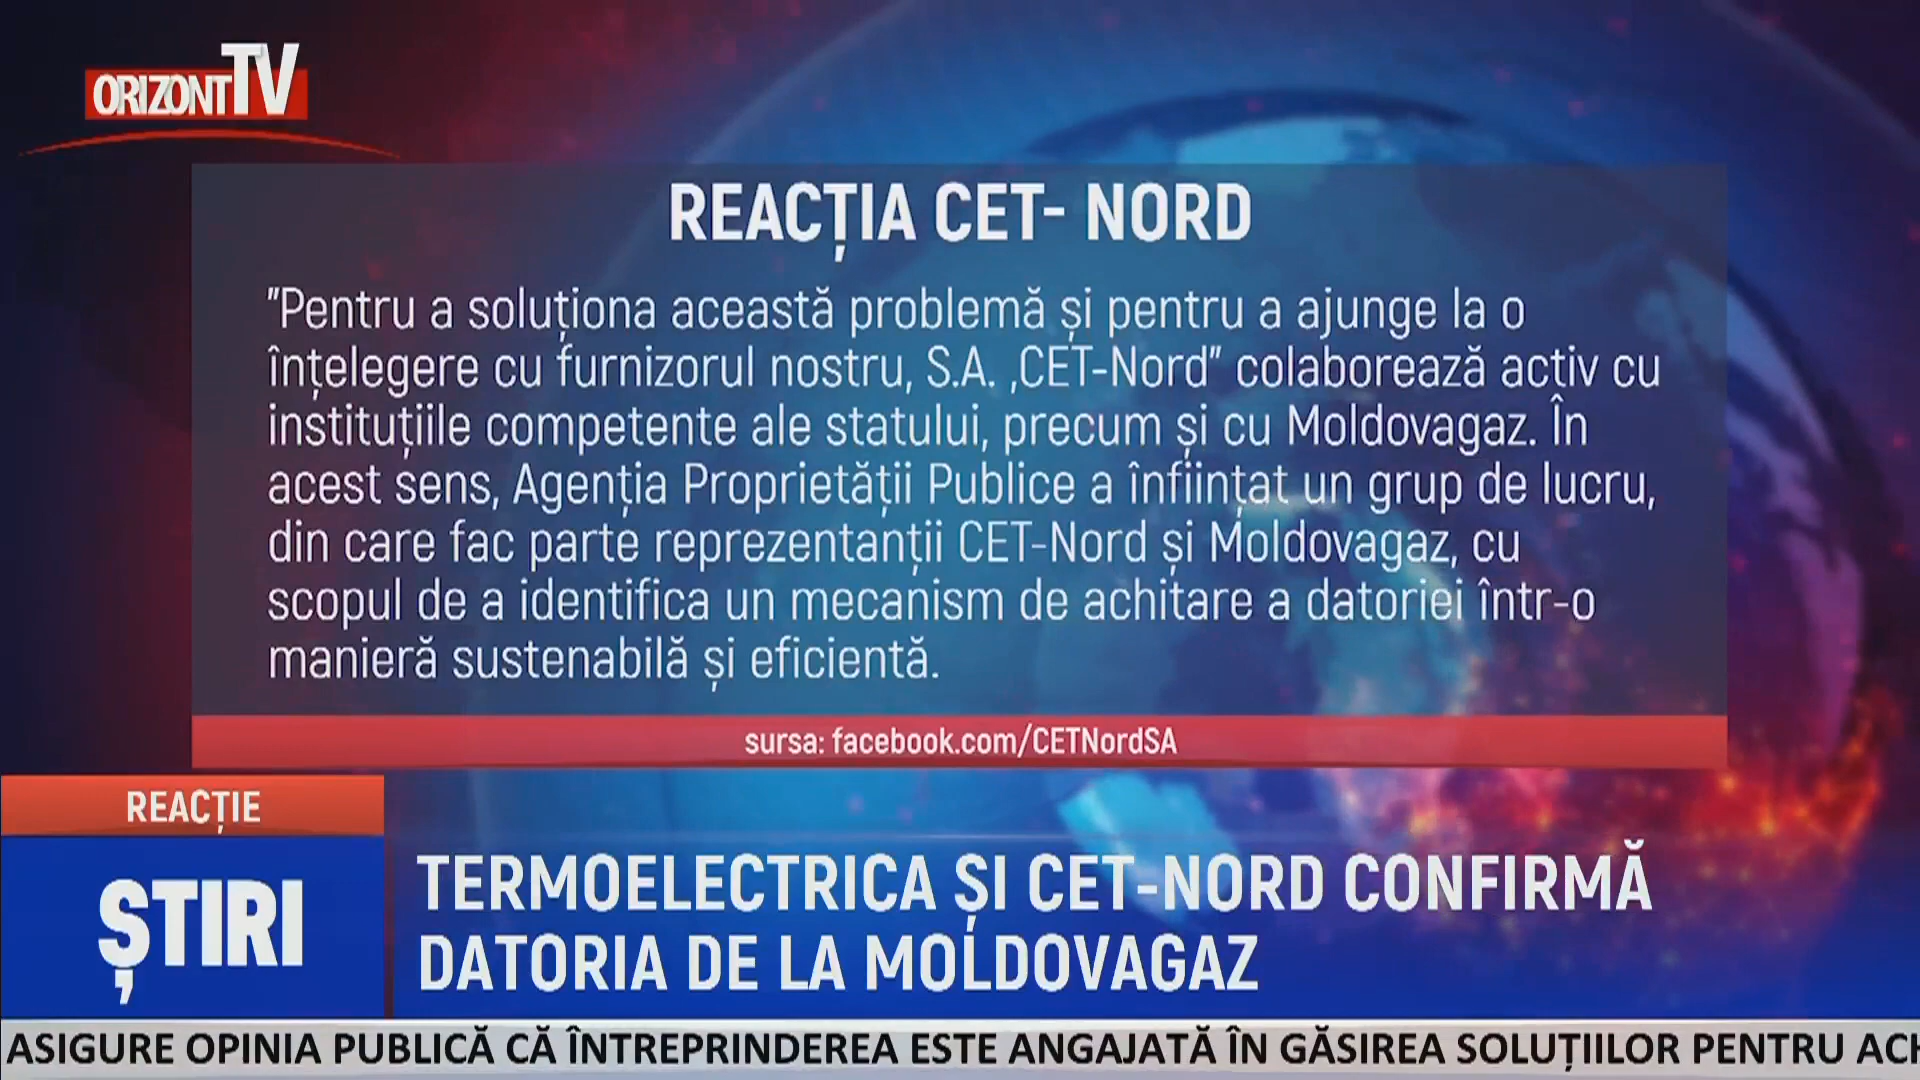 ORIZONT TV
REACȚIA CET- NORD
"Pentru a soluționa această problemă și pentru a ajunge la o
înțelegere cu furnizorul nostru, S.A. ‚CET-Nord” colaborează activ cu
instituțiile competente ale statului, precum și cu Moldovagaz. În
acest sens, Agenția Proprietății Publice a înființat un grup de lucru,
din care fac parte reprezentanții CET-Nord și Moldovagaz, cu
scopul de a identifica un mecanism de achitare a datoriei într-o
manieră sustenabilă și eficientă.
sursa: facebook.com/CETNordSA
REACȚIE
ȘTIRI
TERMOELECTRICA ȘI CET-NORD CONFIRMĂ
DATORIA DE LA MOLDOVAGAZ
ASIGURE OPINIA PUBLICĂ CĂ ÎNTREPRINDEREA ESTE ANGAJATĂ ÎN GĂSIREA SOLUȚIILOR PENTRU